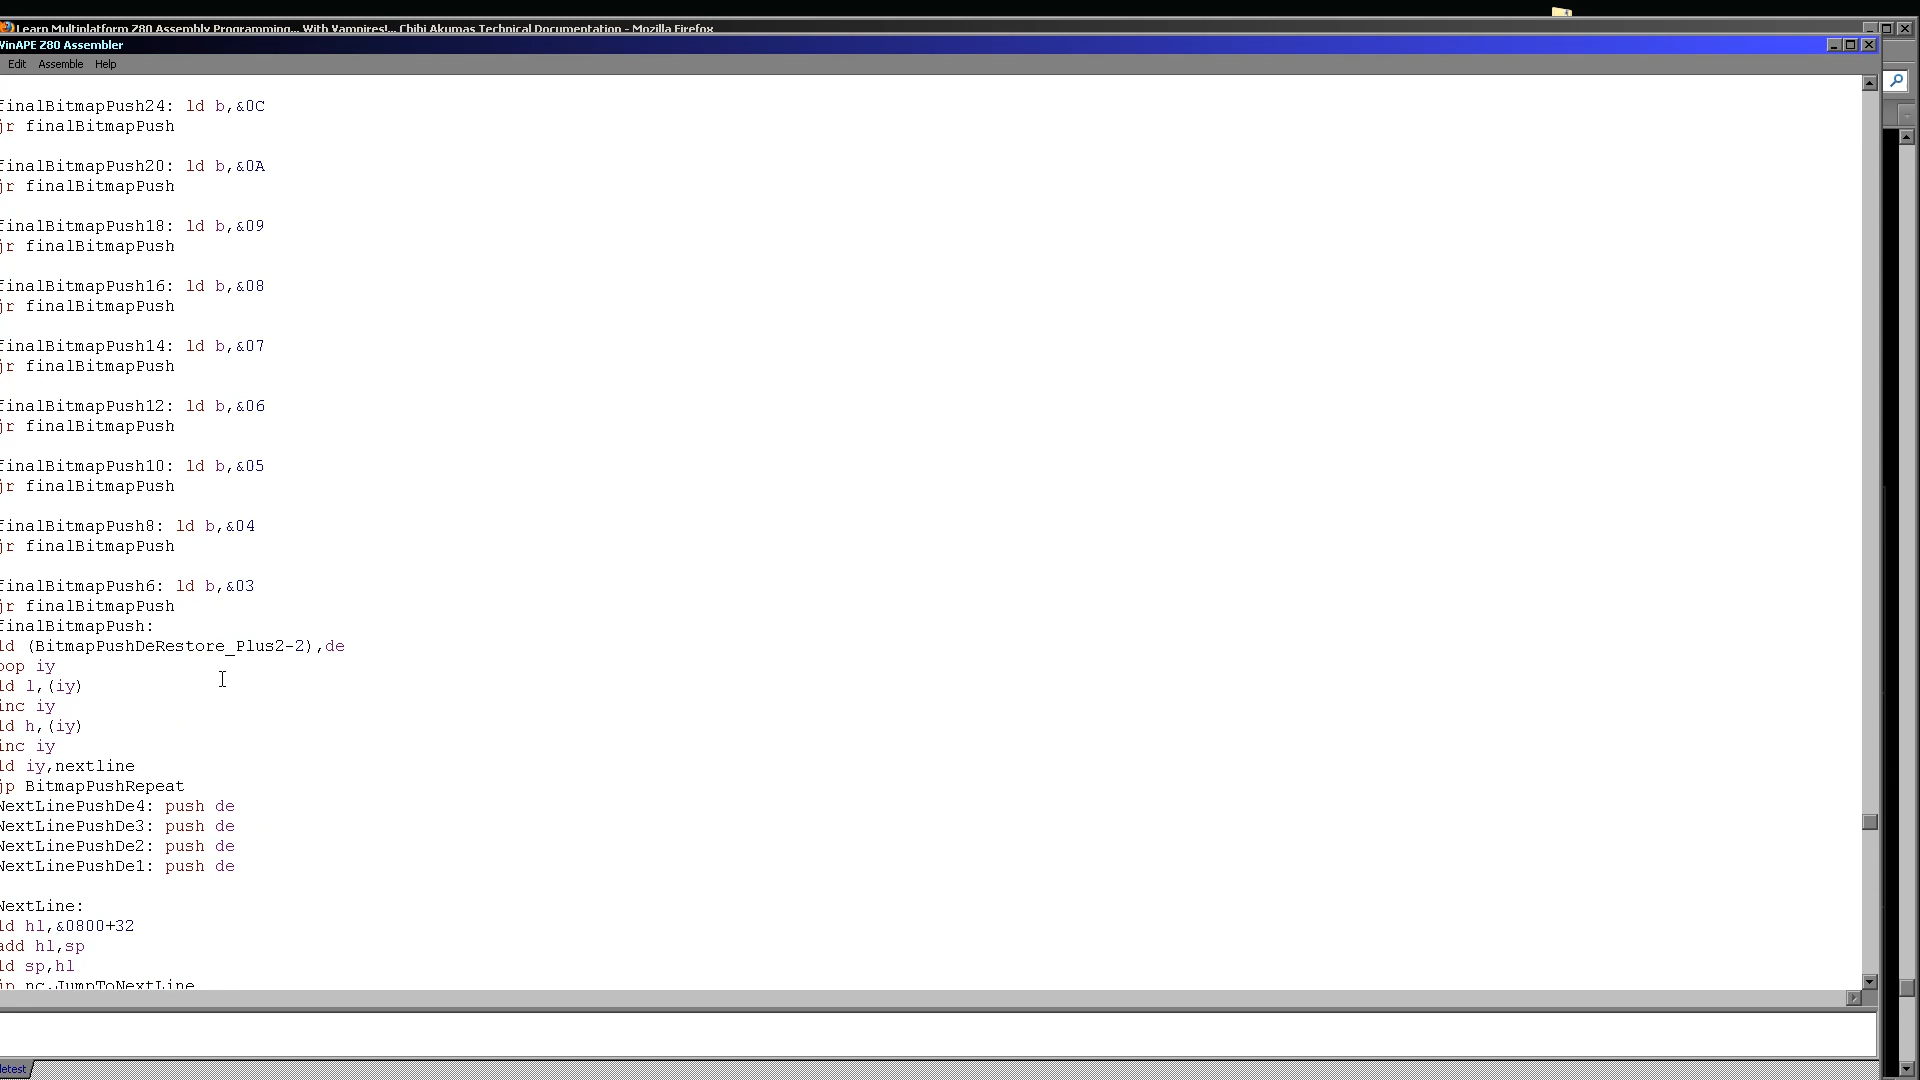 Learn Multiplatform Z80 Assembly Programming... With Vampires!... Chibi Akumas Technical Documentation - Mozilla Firefox
WinAPE Z80 Assembler
Edit Assemble Help
finalBitmapPush24: ld b,&0C
jr finalBitmapPush
finalBitmapPush20: ld b,&0A
jr finalBitmapPush
finalBitmapPush18: ld b,&09
jr finalBitmapPush
finalBitmapPush16: ld b,&08
jr finalBitmapPush
finalBitmapPush14: ld b,&07
jr finalBitmapPush
finalBitmapPush12: ld b,&06
jr finalBitmapPush
finalBitmapPush10: ld b,&05
jr finalBitmapPush
finalBitmapPush8: ld b,&04
jr finalBitmapPush
finalBitmapPush6: ld b,&03
jr finalBitmapPush
finalBitmapPush:
ld (BitmapPushDeRestore_Plus2-2),de
pop iy
ld l,(iy)
inc iy
ld h,(iy)
inc iy
ld iy,nextline
jp BitmapPushRepeat
NextLinePushDe4: push de
NextLinePushDe3: push de
NextLinePushDe2: push de
NextLinePushDe1: push de
NextLine:
ld hl,&0800+32
add hl,sp
ld sp,hl
jp nc,JumpToNextLine
letest